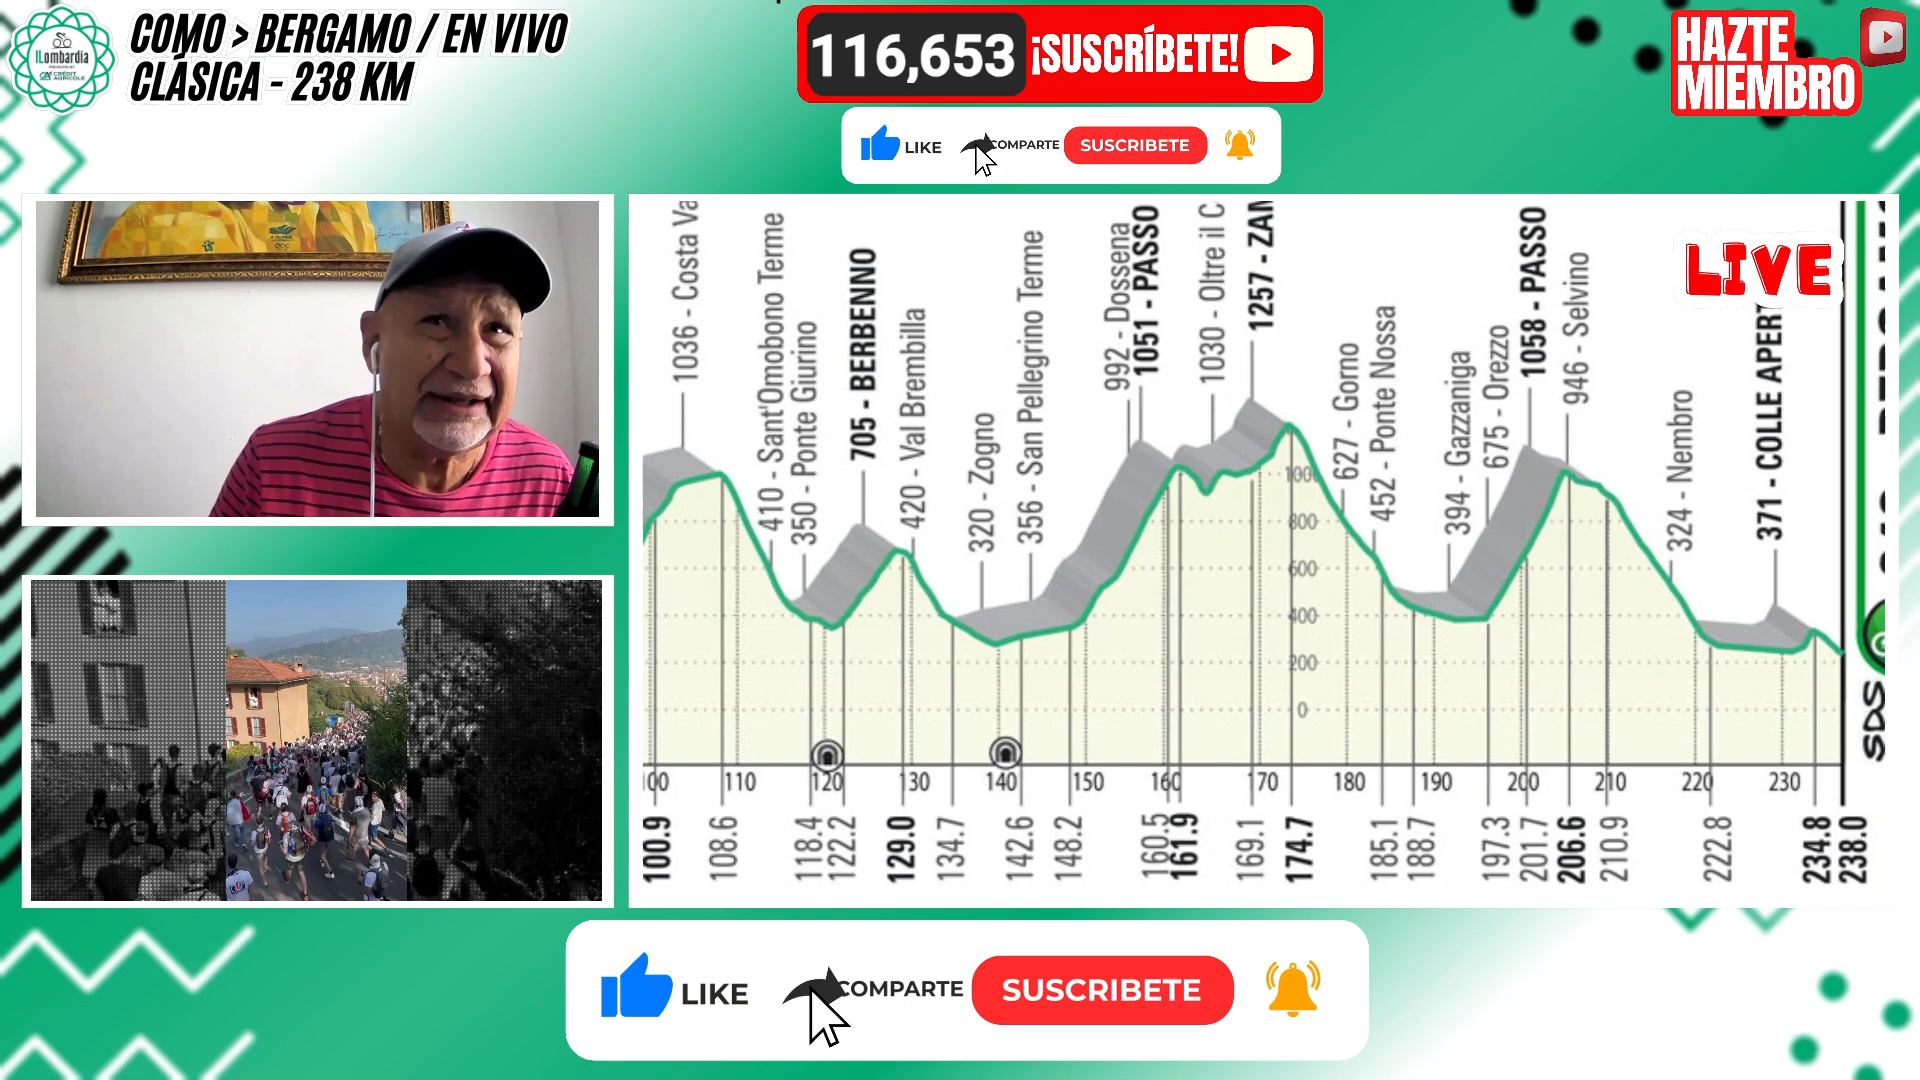 ILombardia
PRESENTED BY
CRÉDIT
AGRICOLE
COMO > BERGAMO / EN VIVO
CLÁSICA - 238 KM
116,653 ¡SUSCRÍBETE!
HAZTE
MIEMBRO
LIKE COMPARTE SUSCRIBETE
LIVE
1036 - Costa Va
410 - Sant'Omobono Terme
350 - Ponte Giurino
705 - BERBENNO
420 - Val Brembilla
320 - Zogno
356 - San Pellegrino Terme
992 - Dossena
1051 - PASSO
1030 - Oltre il C
1257 - ZAM
627 - Gorno
452 - Ponte Nossa
394 - Gazzaniga
675 - Orezzo
1058 - PASSO
946 - Selvino
324 - Nembro
371 - COLLE APERT
1000
800
600
400
200
0
100 110 120 130 140 150 160 170 180 190 200 210 220 230
100.9 108.6 118.4 122.2 129.0 134.7 142.6 148.2 160.5 161.9 169.1 174.7 185.1 188.7 197.3 201.7 206.6 210.9 222.8 234.8 238.0
SDS
LIKE COMPARTE SUSCRIBETE